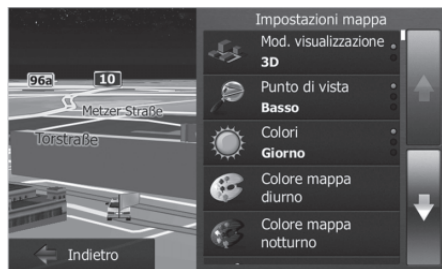 Impostazioni mappa
96a
10
Metzer Straße
Torstraße
Indietro
Mod. visualizzazione
3D
Punto di vista
Basso
Colori
Giorno
Colore mappa
diurno
Colore mappa
notturno